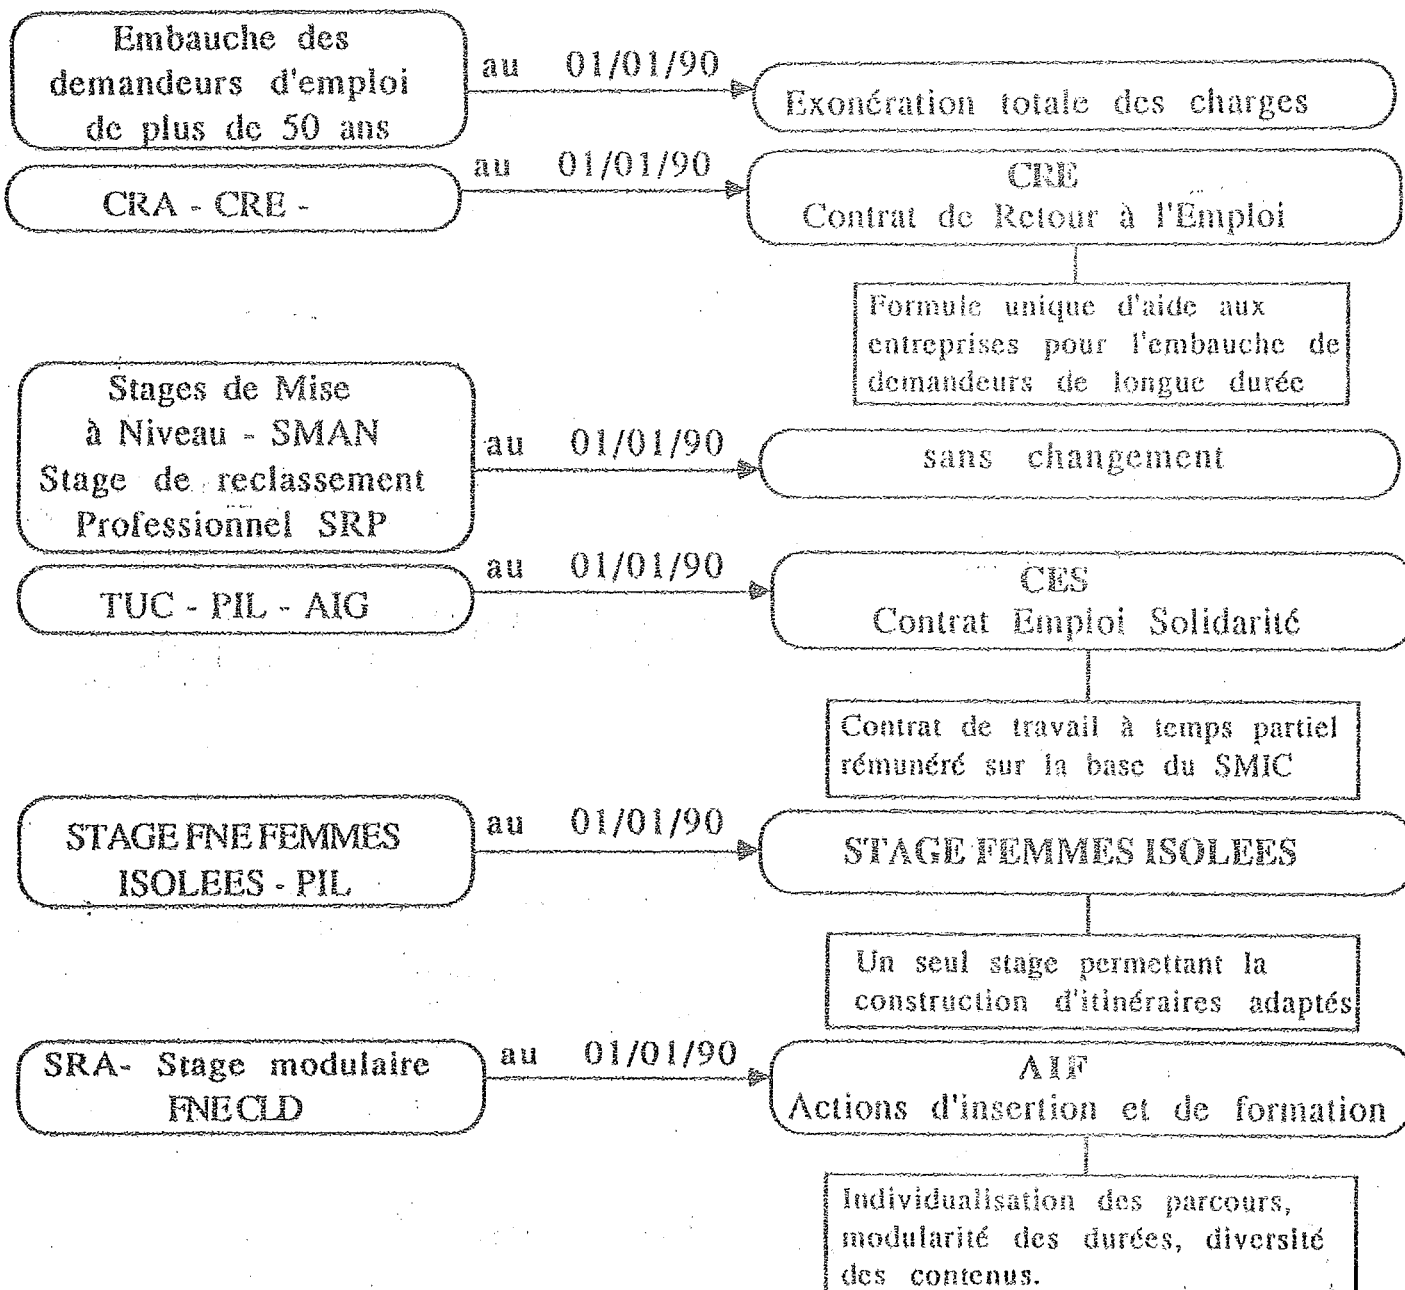 Embauche des
demandeurs d'emploi
de plus de 50 ans
au 01/01/90
Exonération totale des charges
CRA - CRE -
au 01/01/90
CRE
Contrat de Retour à l'Emploi
Formule unique d'aide aux
entreprises pour l'embauche de
demandeurs de longue durée
Stages de Mise
à Niveau - SMAN
Stage de reclassement
Professionnel SRP
au 01/01/90
sans changement
TUC - PIL - AIG
au 01/01/90
CES
Contrat Emploi Solidarité
Contrat de travail à temps partiel
rémunéré sur la base du SMIC
STAGE FNE FEMMES
ISOLEES - PIL
au 01/01/90
STAGE FEMMES ISOLEES
Un seul stage permettant la
construction d'itinéraires adaptés
SRA- Stage modulaire
FNE CLD
au 01/01/90
AIF
Actions d'insertion et de formation
Individualisation des parcours,
modularité des durées, diversité
des contenus.